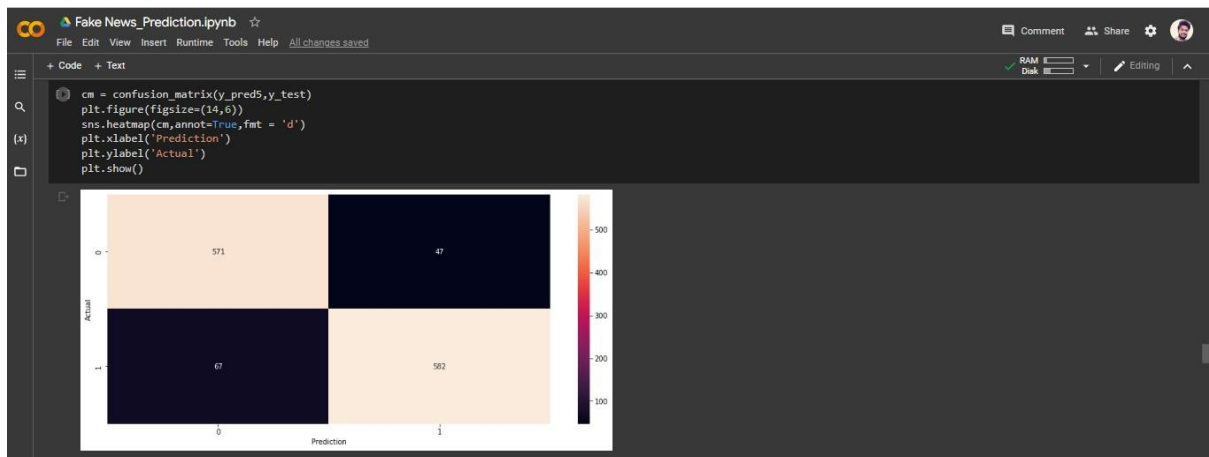 Fake News_Prediction.ipynb
Comment Share
File Edit View Insert Runtime Tools Help All changes saved
+ Code + Text
RAM
Disk
Editing
{x}
cm = confusion_matrix(y_pred5,y_test)
plt.figure(figsize=(14,6))
sns.heatmap(cm,annot=True,fmt = 'd')
plt.xlabel('Prediction')
plt.ylabel('Actual')
plt.show()
571 47
67 582
0
1
Actual
0 1
Prediction
500
400
300
200
100